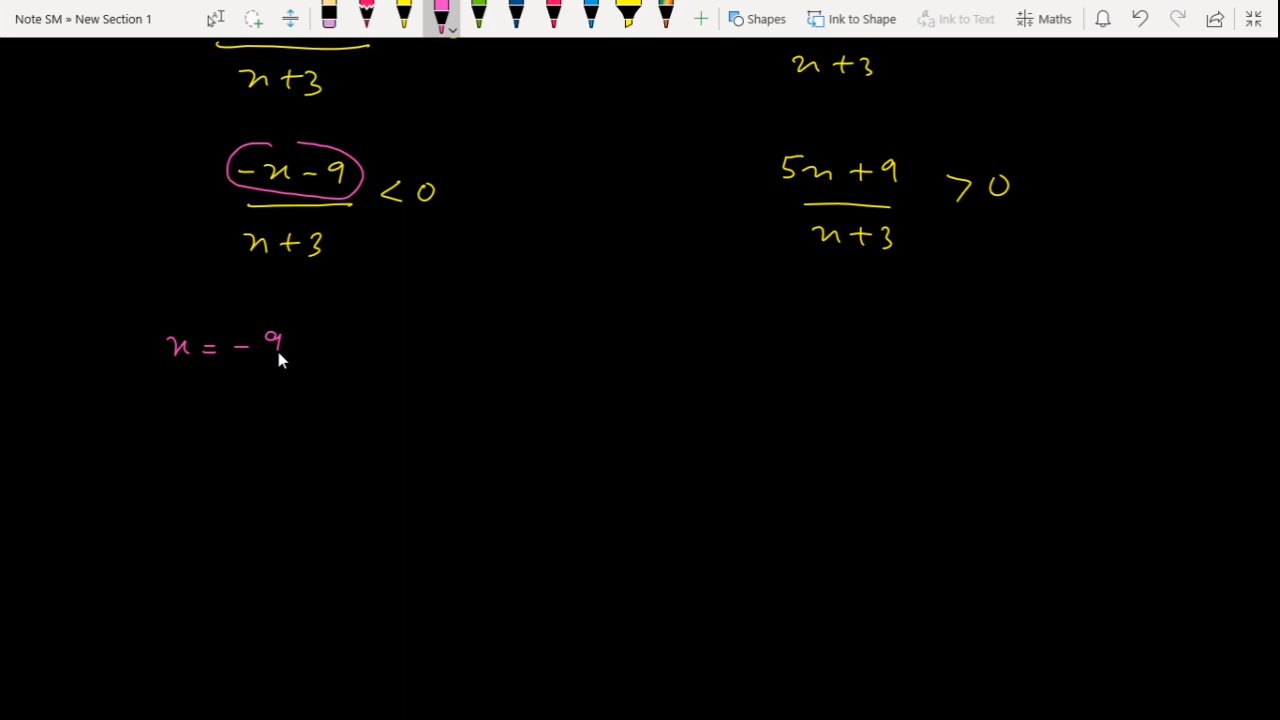 Note SM » New Section 1 Shapes Ink to Shape Ink to Text Maths
x + 3 x + 3
-x - 9 < 0 5x + 9 > 0
x + 3 x + 3
x = - 9